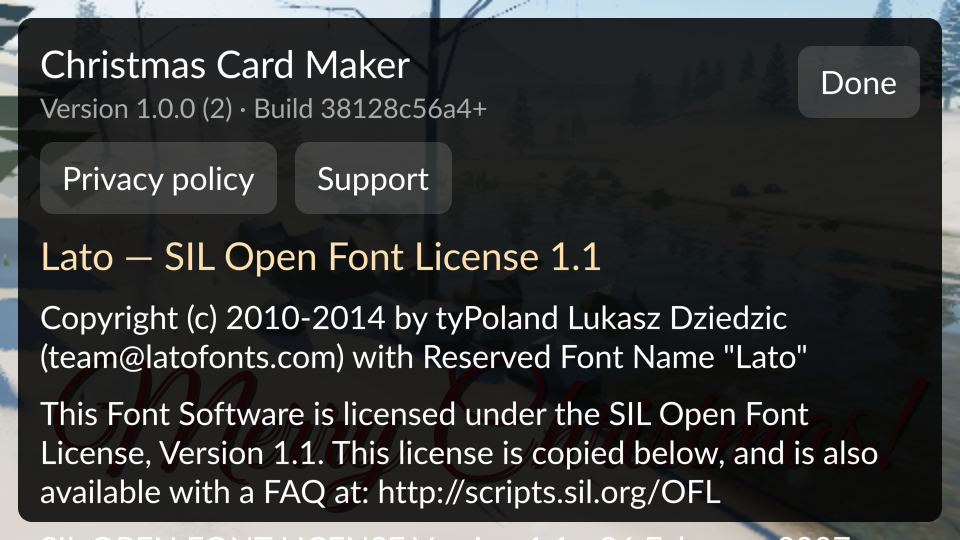 Christmas Card Maker
Version 1.0.0 (2) · Build 38128c56a4+
Done
Privacy policy
Support
Lato — SIL Open Font License 1.1
Copyright (c) 2010-2014 by tyPoland Lukasz Dziedzic
(team@latofonts.com) with Reserved Font Name "Lato"
This Font Software is licensed under the SIL Open Font
License, Version 1.1. This license is copied below, and is also
available with a FAQ at: http://scripts.sil.org/OFL
Merry Christmas!